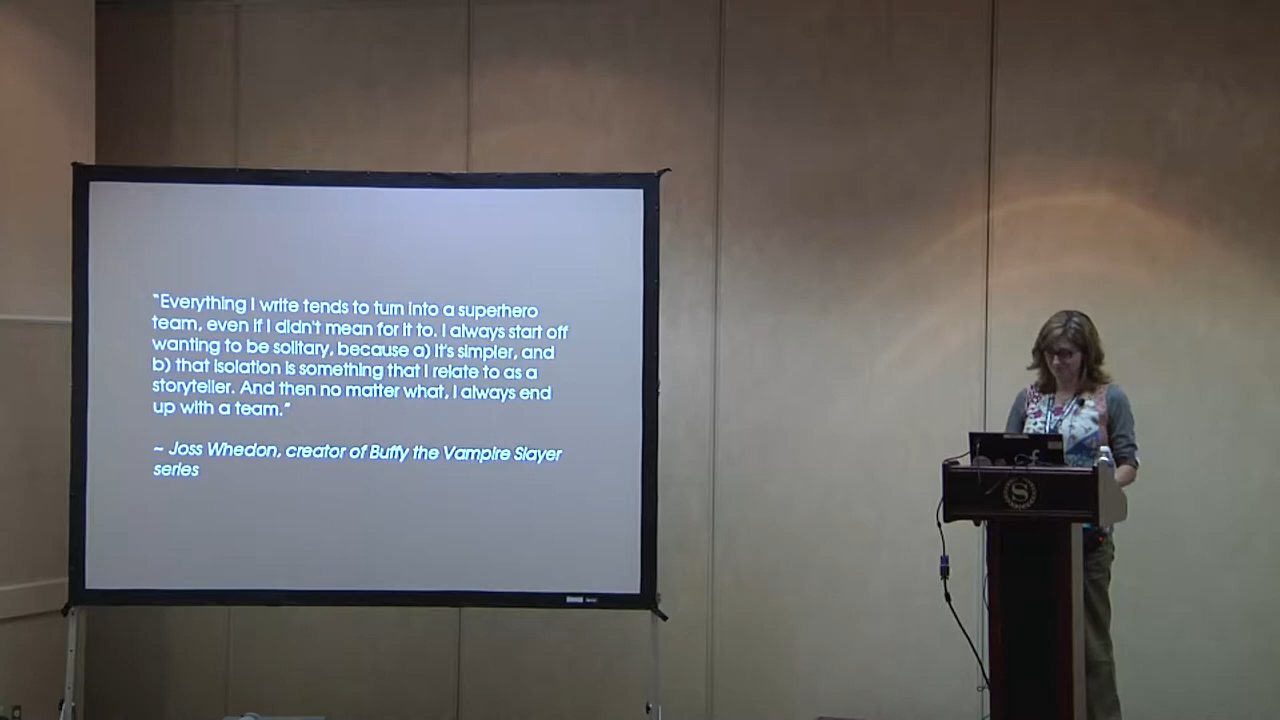 "Everything I write tends to turn into a superhero
team, even if I didn't mean for it to. I always start off
wanting to be solitary, because a) it's simpler, and
b) that isolation is something that I relate to as a
storyteller. And then no matter what, I always end
up with a team."
~ Joss Whedon, creator of Buffy the Vampire Slayer
series
S